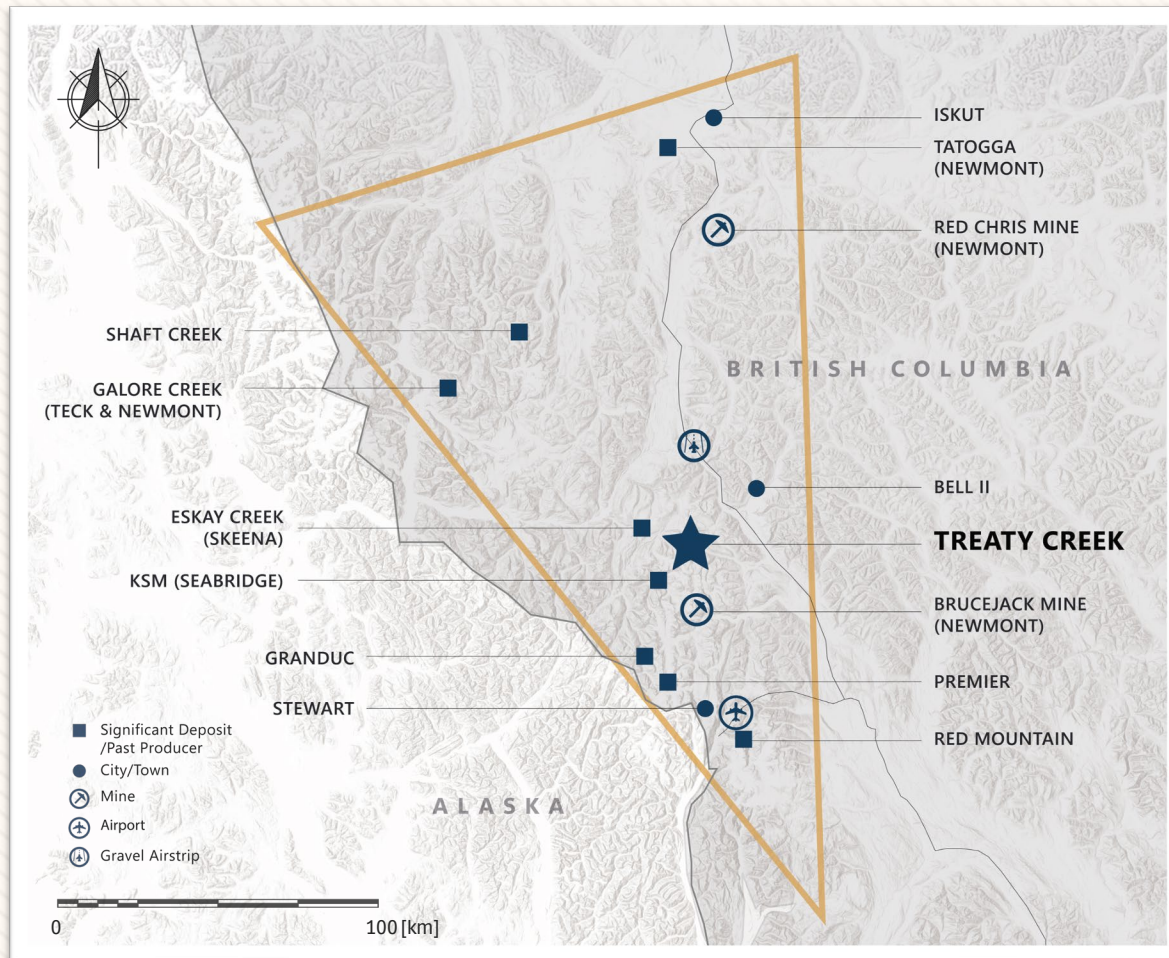 ISKUT
TATOGGA
(NEWMONT)
RED CHRIS MINE
(NEWMONT)
SHAFT CREEK
BRITISH COLUMBIA
GALORE CREEK
(TECK & NEWMONT)
BELL II
ESKAY CREEK
(SKEENA)
TREATY CREEK
KSM (SEABRIDGE)
BRUCEJACK MINE
(NEWMONT)
GRANDUC
PREMIER
STEWART
RED MOUNTAIN
Significant Deposit
/Past Producer
City/Town
Mine
Airport
Gravel Airstrip
ALASKA
0 100 [km]